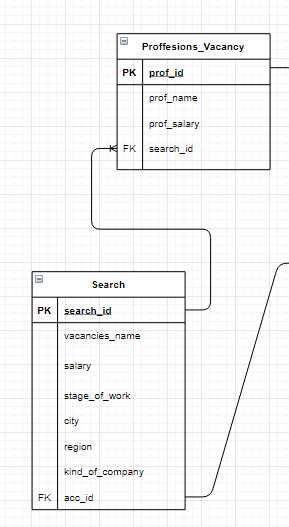 Proffesions_Vacancy
PK prof_id
prof_name
prof_salary
FK search_id
Search
PK search_id
vacancies_name
salary
stage_of_work
city
region
kind_of_company
FK acc_id